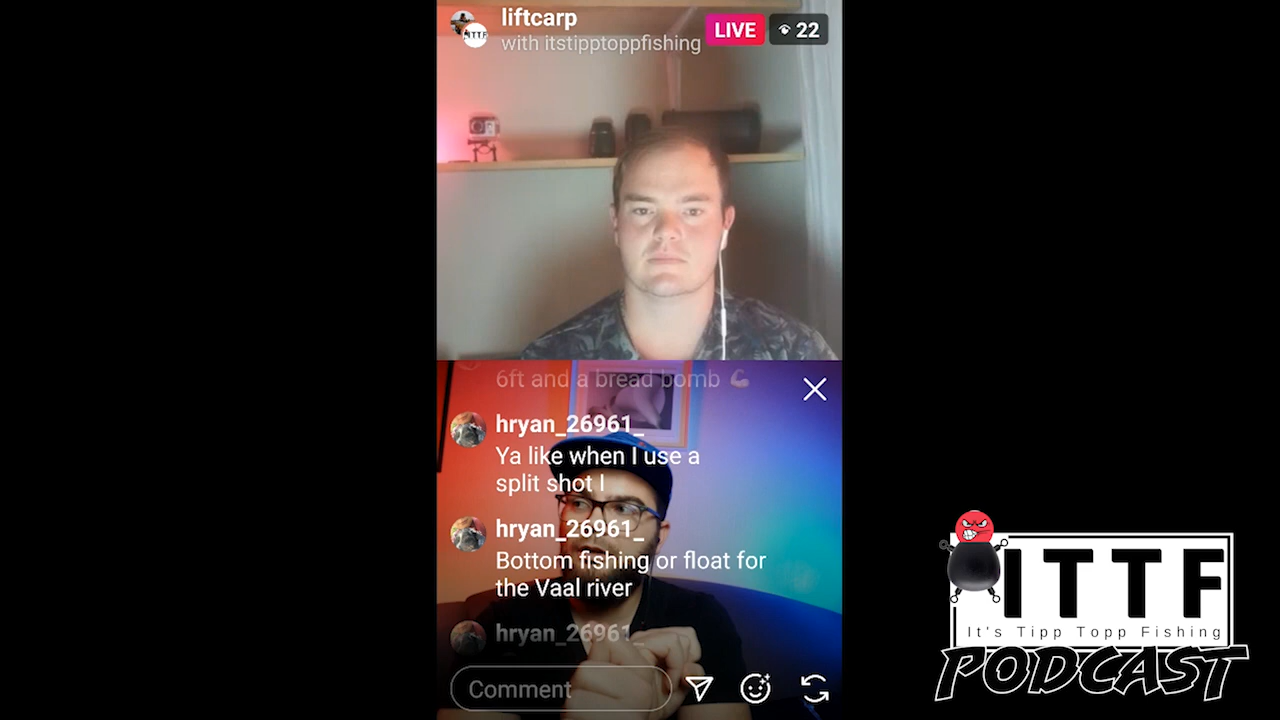 liftcarp
with itstipptoppfishing
LIVE
22
ITTF
6ft and a bread bomb
hryan_26961_
Ya like when I use a
split shot I
hryan_26961_
Bottom fishing or float for
the Vaal river
hryan_26961_
Comment
ITTF
It's Tipp Topp Fishing
PODCAST